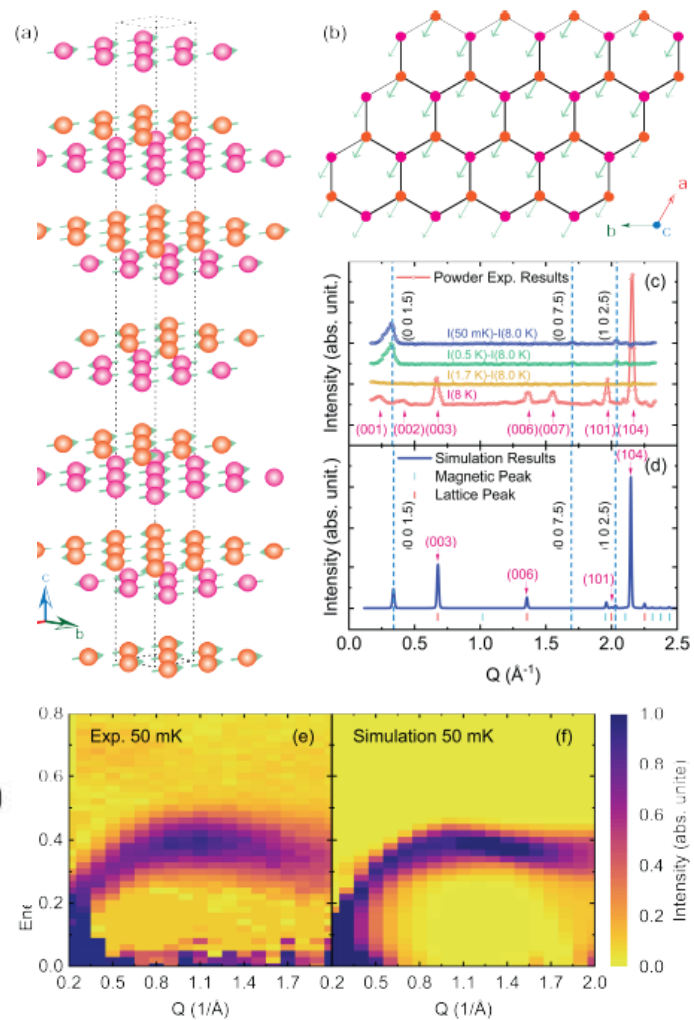 (a)
c
b
(b)
a
b
c
(c)
Powder Exp. Results
Intensity (abs. unit.)
(0 0 1.5)
(0 0 7.5)
(1 0 2.5)
I(50 mK)-I(8.0 K)
I(0.5 K)-I(8.0 K)
I(1.7 K)-I(8.0 K)
I(8 K)
(001)
(002)(003)
(006)(007)
(101)(104)
(d)
Simulation Results
Magnetic Peak
Lattice Peak
Intensity (abs. unit.)
(104)
(0 0 1.5)
(0 0 7.5)
(1 0 2.5)
(003)
(006)
(101)
0.0 0.5 1.0 1.5 2.0 2.5
Q (Å-1)
0.8
0.6
0.4
0.2
0.0
Exp. 50 mK (e)
Simulation 50 mK (f)
1.0
0.8
0.6
0.4
0.2
0.0
Intensity (abs. unite)
0.2 0.5 0.8 1.1 1.4 1.7 0.2 0.5 0.8 1.1 1.4 1.7 2.0
Q (1/Å) Q (1/Å)